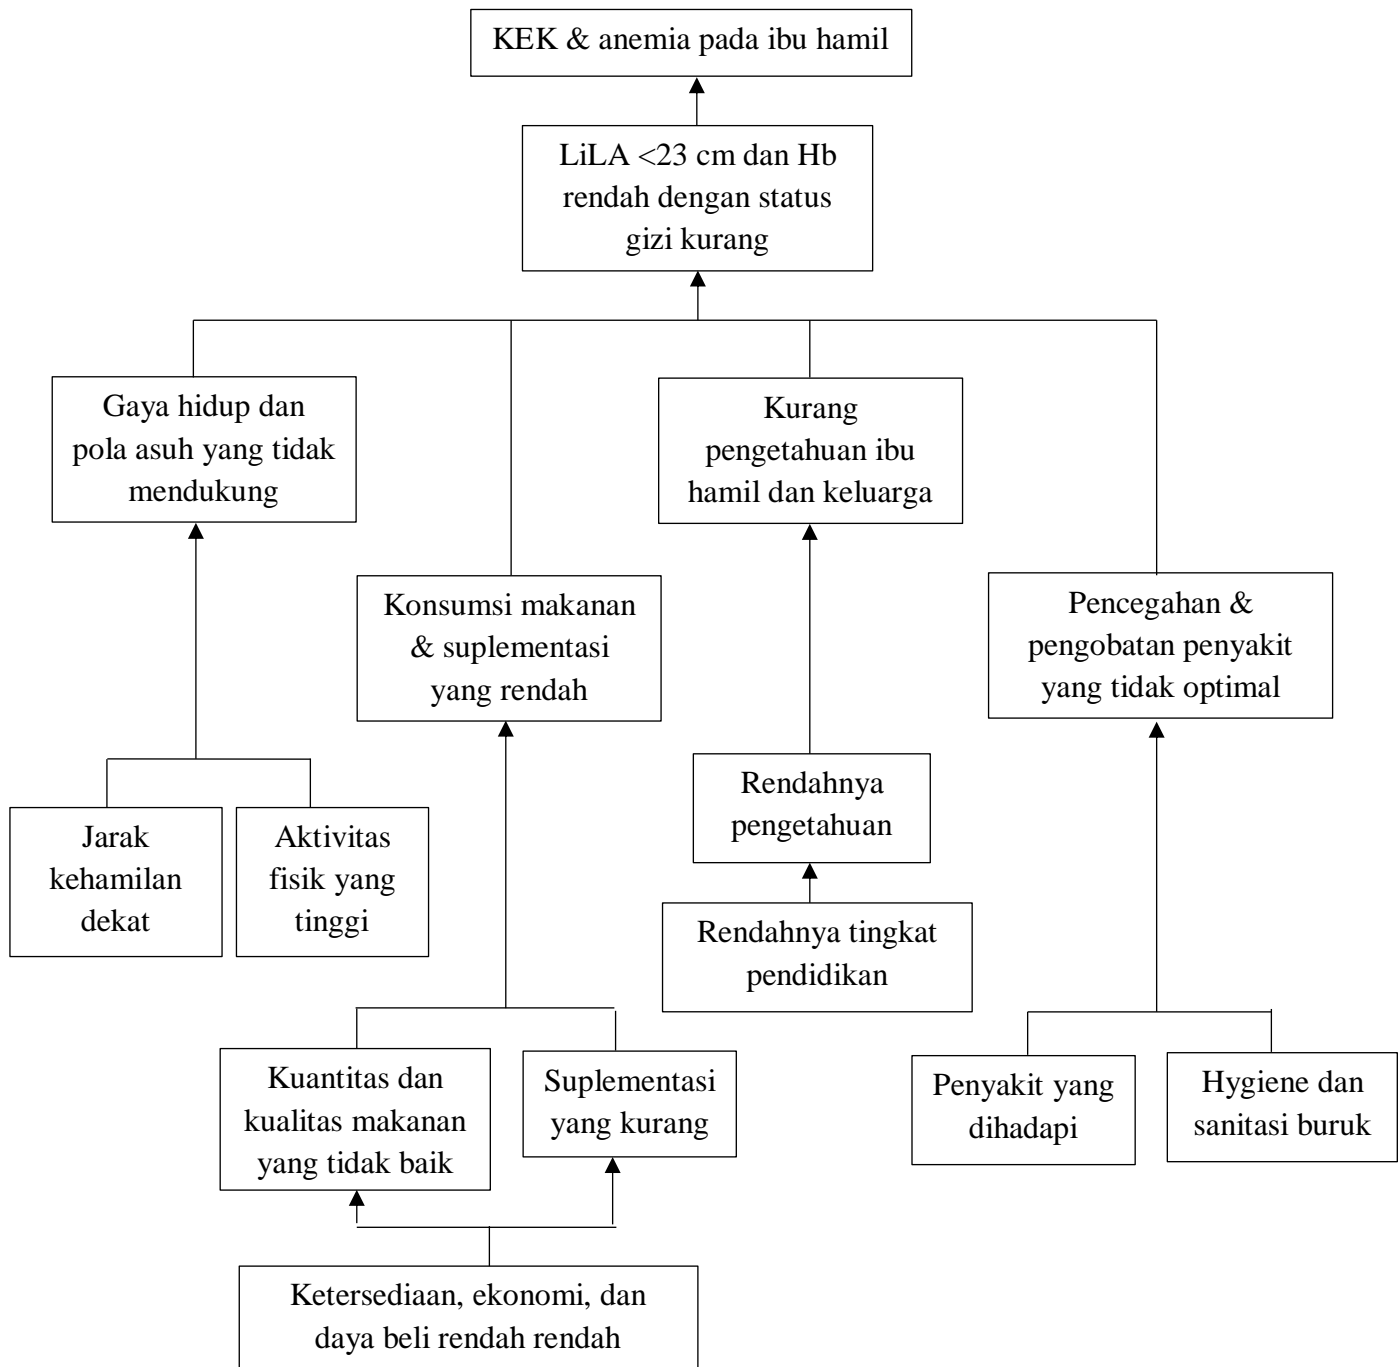 KEK & anemia pada ibu hamil
LiLA <23 cm dan Hb
rendah dengan status
gizi kurang
Gaya hidup dan
pola asuh yang tidak
mendukung
Kurang
pengetahuan ibu
hamil dan keluarga
Konsumsi makanan
& suplementasi
yang rendah
Pencegahan &
pengobatan penyakit
yang tidak optimal
Jarak
kehamilan
dekat
Aktivitas
fisik yang
tinggi
Rendahnya
pengetahuan
Rendahnya tingkat
pendidikan
Kuantitas dan
kualitas makanan
yang tidak baik
Suplementasi
yang kurang
Penyakit yang
dihadapi
Hygiene dan
sanitasi buruk
Ketersediaan, ekonomi, dan
daya beli rendah rendah